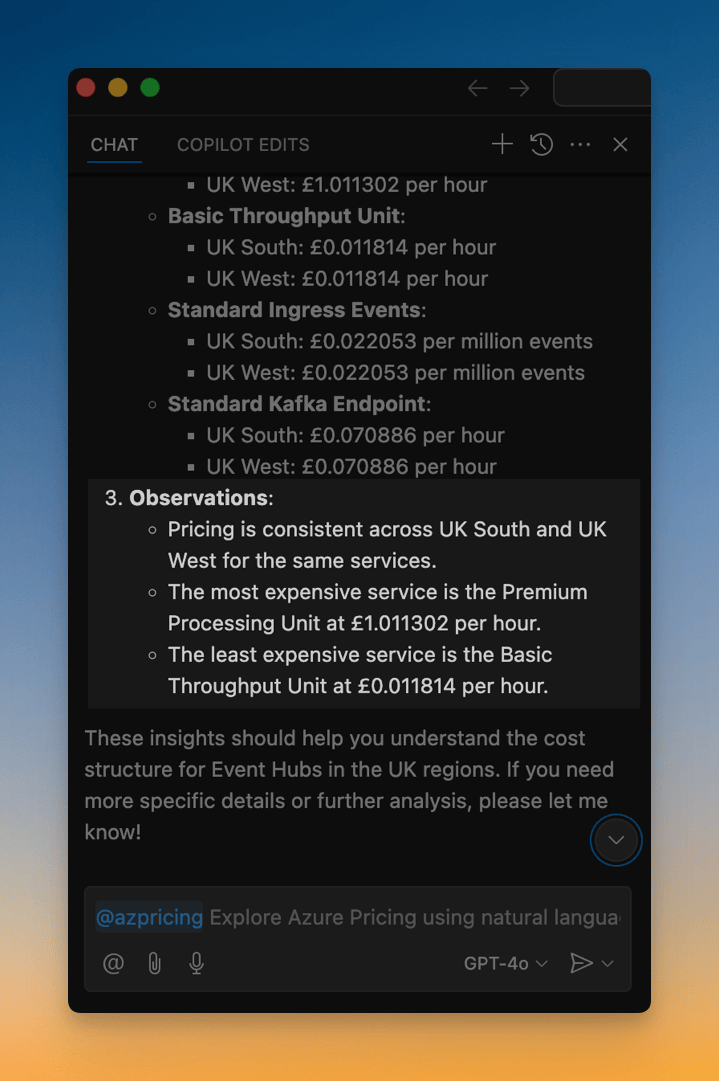 CHAT COPILOT EDITS
▪ UK West: £1.011302 per hour
○ Basic Throughput Unit:
▪ UK South: £0.011814 per hour
▪ UK West: £0.011814 per hour
○ Standard Ingress Events:
▪ UK South: £0.022053 per million events
▪ UK West: £0.022053 per million events
○ Standard Kafka Endpoint:
▪ UK South: £0.070886 per hour
▪ UK West: £0.070886 per hour
3. Observations:
○ Pricing is consistent across UK South and UK
West for the same services.
○ The most expensive service is the Premium
Processing Unit at £1.011302 per hour.
○ The least expensive service is the Basic
Throughput Unit at £0.011814 per hour.
These insights should help you understand the cost
structure for Event Hubs in the UK regions. If you need
more specific details or further analysis, please let me
know!
@azpricing Explore Azure Pricing using natural langua
GPT-4o